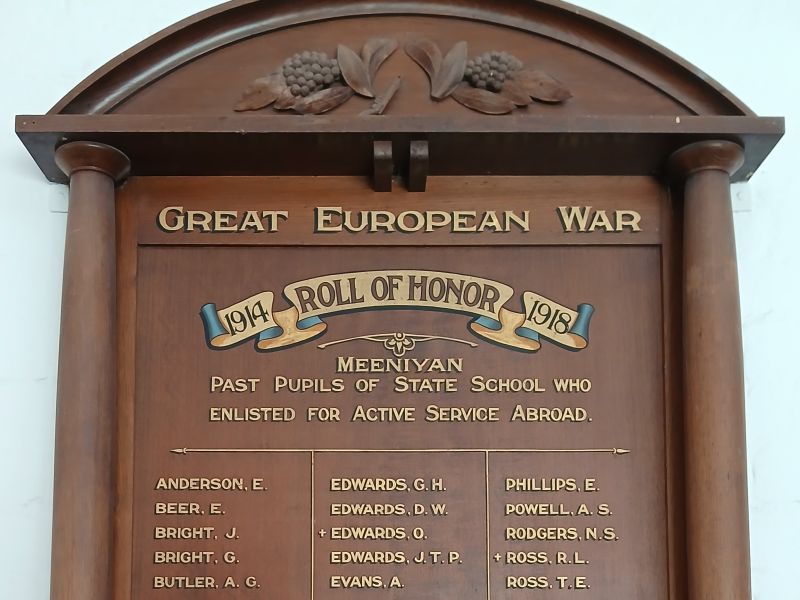 GREAT EUROPEAN WAR
1914 ROLL OF HONOR 1918
MEENIYAN
PAST PUPILS OF STATE SCHOOL WHO
ENLISTED FOR ACTIVE SERVICE ABROAD.
ANDERSON, E.
BEER, E.
BRIGHT, J.
BRIGHT, G.
BUTLER, A. G.
EDWARDS, G. H.
EDWARDS, D. W.
+ EDWARDS, O.
EDWARDS, J. T. P.
EVANS, A.
PHILLIPS, E.
POWELL, A. S.
RODGERS, N. S.
+ ROSS, R. L.
ROSS, T. E.